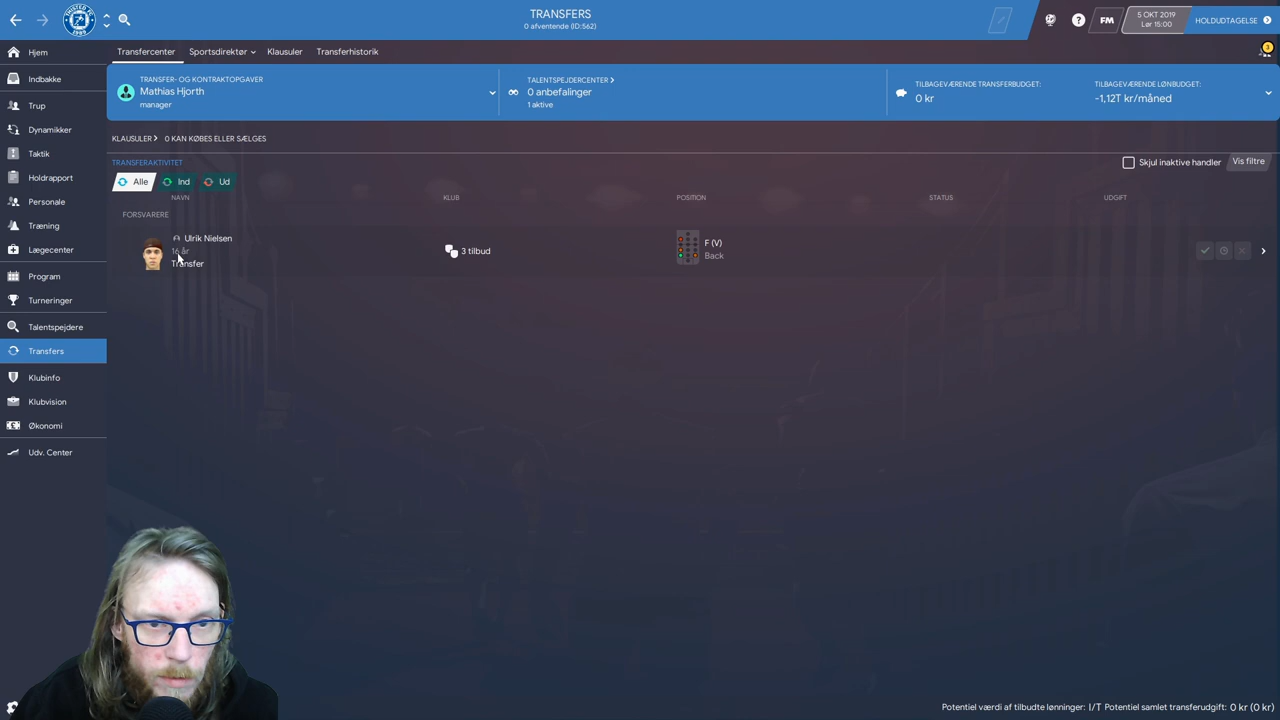 TRANSFERS
0 afventende (ID:562)
FM
5 OKT 2019
Lør 15:00
HOLDUDTAGELSE
Hjem
Indbakke
Trup
Dynamikker
Taktik
Holdrapport
Personale
Træning
Lægecenter
Program
Turneringer
Talentspejdere
Transfers
Klubinfo
Klubvision
Økonomi
Udv. Center
Transfercenter
Sportsdirektør
Klausuler
Transferhistorik
3
TRANSFER- OG KONTRAKTOPGAVER
Mathias Hjorth
manager
TALENTSPEJDERCENTER
0 anbefalinger
1 aktive
TILBAGEVÆRENDE TRANSFERBUDGET:
0 kr
TILBAGEVÆRENDE LØNBUDGET:
-1,12T kr/måned
KLAUSULER
0 KAN KØBES ELLER SÆLGES
TRANSFERAKTIVITET
Skjul inaktive handler
Vis filtre
Alle
Ind
Ud
NAVN
KLUB
POSITION
STATUS
UDGIFT
FORSVARERE
Ulrik Nielsen
16 år
Transfer
3 tilbud
F (V)
Back
Potentiel værdi af tilbudte lønninger: I/T Potentiel samlet transferudgift: 0 kr (0 kr)